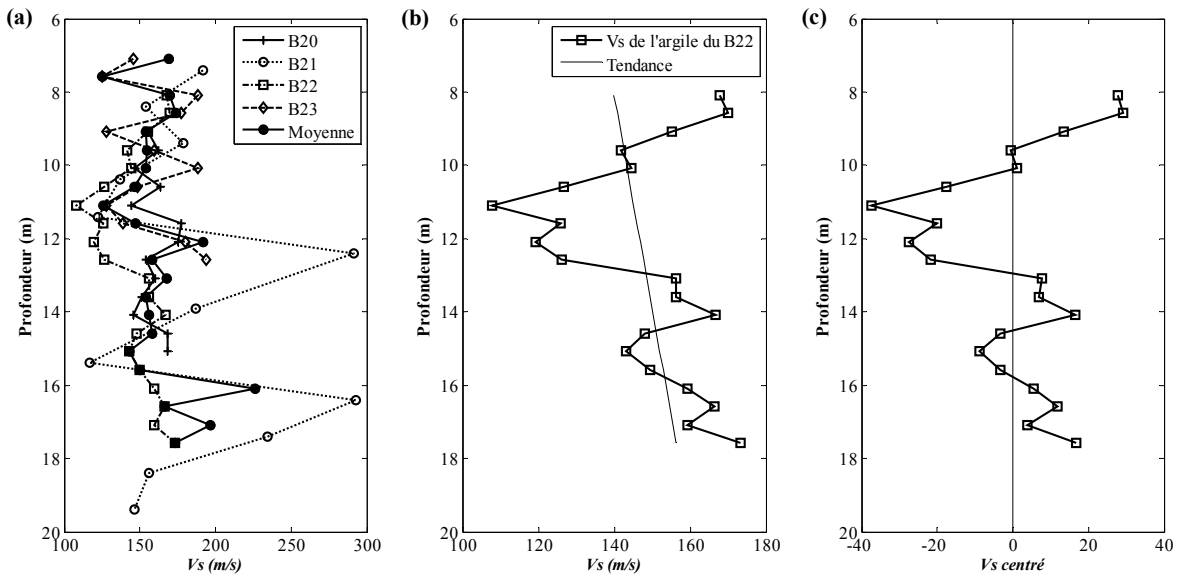 (a)
B20
B21
B22
B23
Moyenne
6
8
10
12
14
16
18
20
Profondeur (m)
100 150 200 250 300
Vs (m/s)
(b)
Vs de l'argile du B22
Tendance
6
8
10
12
14
16
18
20
Profondeur (m)
100 120 140 160 180
Vs (m/s)
(c)
6
8
10
12
14
16
18
20
Profondeur (m)
-40 -20 0 20 40
Vs centré